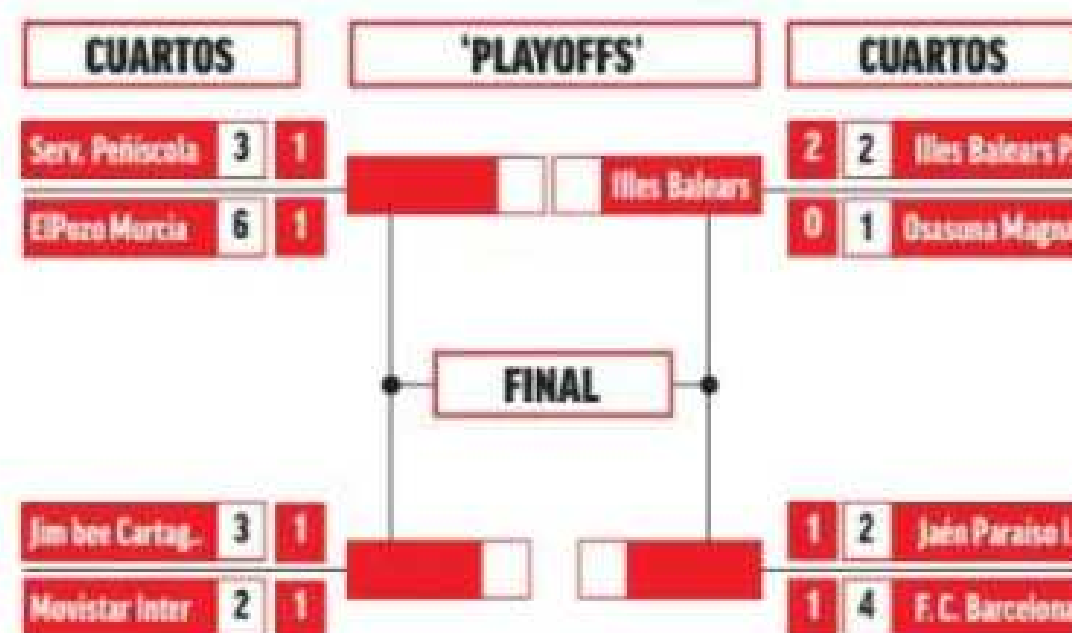 CUARTOS 'PLAYOFFS' CUARTOS
Serv. Peñíscola 3 1
ElPozo Murcia 6 1
Illes Balears
2 2 Illes Balears P
0 1 Osasuna Magna
FINAL
Jimbee Cartag.. 3 1
Movistar Inter 2 1
1 2 Jaén Paraíso I.
1 4 F. C. Barcelona